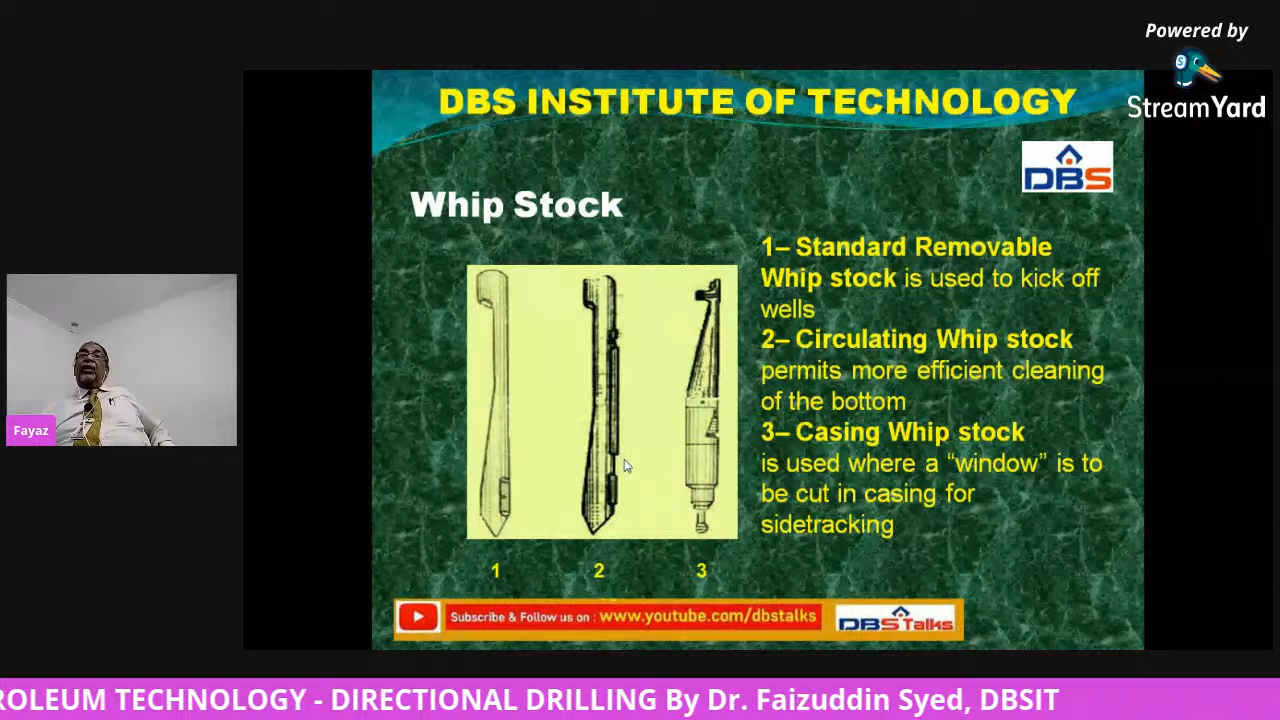 Powered by
StreamYard
DBS INSTITUTE OF TECHNOLOGY
DBS
Whip Stock
1– Standard Removable
Whip stock is used to kick off
wells
2– Circulating Whip stock
permits more efficient cleaning
of the bottom
3– Casing Whip stock
is used where a “window” is to
be cut in casing for
sidetracking
1 2 3
Fayaz
Subscribe & Follow us on : www.youtube.com/dbstalks
DBS Talks
ROLEUM TECHNOLOGY - DIRECTIONAL DRILLING By Dr. Faizuddin Syed, DBSIT